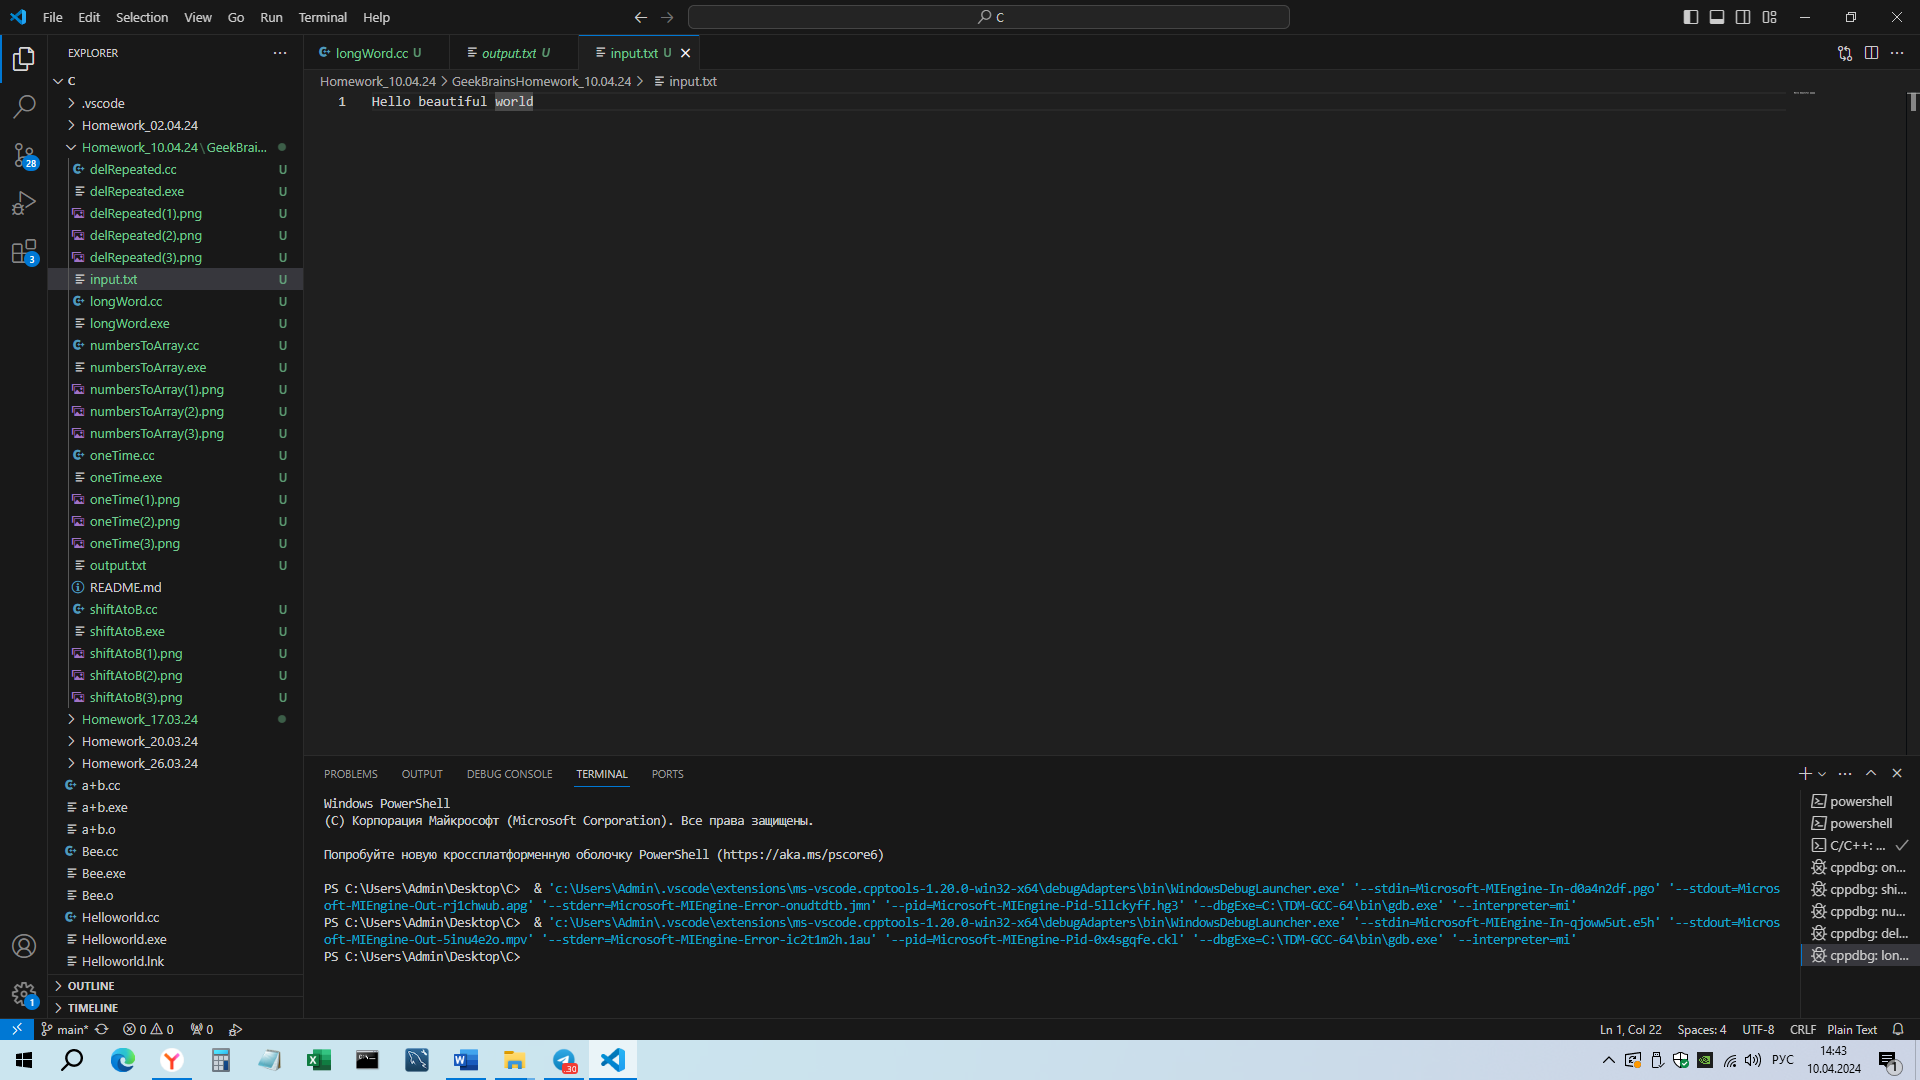 File Edit Selection View Go Run Terminal Help
C
EXPLORER
longWord.cc U
output.txt U
input.txt U
Homework_10.04.24 > GeekBrainsHomework_10.04.24 > input.txt
1 Hello beautiful world
C
.vscode
Homework_02.04.24
Homework_10.04.24\GeekBrai...
delRepeated.cc U
delRepeated.exe U
delRepeated(1).png U
delRepeated(2).png U
delRepeated(3).png U
input.txt U
longWord.cc U
longWord.exe U
numbersToArray.cc U
numbersToArray.exe U
numbersToArray(1).png U
numbersToArray(2).png U
numbersToArray(3).png U
oneTime.cc U
oneTime.exe U
oneTime(1).png U
oneTime(2).png U
oneTime(3).png U
output.txt U
README.md
shiftAtoB.cc U
shiftAtoB.exe U
shiftAtoB(1).png U
shiftAtoB(2).png U
shiftAtoB(3).png U
Homework_17.03.24
Homework_20.03.24
Homework_26.03.24
a+b.cc
a+b.exe
a+b.o
Bee.cc
Bee.exe
Bee.o
Helloworld.cc
Helloworld.exe
Helloworld.lnk
OUTLINE
TIMELINE
28
3
1
PROBLEMS OUTPUT DEBUG CONSOLE TERMINAL PORTS
Windows PowerShell
(C) Корпорация Майкрософт (Microsoft Corporation). Все права защищены.
Попробуйте новую кроссплатформенную оболочку PowerShell (https://aka.ms/pscore6)
PS C:\Users\Admin\Desktop\C>  & 'c:\Users\Admin\.vscode\extensions\ms-vscode.cpptools-1.20.0-win32-x64\debugAdapters\bin\WindowsDebugLauncher.exe' '--stdin=Microsoft-MIEngine-In-d0a4n2df.pgo' '--stdout=Micros
oft-MIEngine-Out-rj1chwub.apg' '--stderr=Microsoft-MIEngine-Error-onudtdtb.jmn' '--pid=Microsoft-MIEngine-Pid-5llckyff.hg3' '--dbgExe=C:\TDM-GCC-64\bin\gdb.exe' '--interpreter=mi'
PS C:\Users\Admin\Desktop\C>  & 'c:\Users\Admin\.vscode\extensions\ms-vscode.cpptools-1.20.0-win32-x64\debugAdapters\bin\WindowsDebugLauncher.exe' '--stdin=Microsoft-MIEngine-In-qjoww5ut.e5h' '--stdout=Micros
oft-MIEngine-Out-5inu4e2o.mpv' '--stderr=Microsoft-MIEngine-Error-ic2t1m2h.1au' '--pid=Microsoft-MIEngine-Pid-0x4sgqfe.ckl' '--dbgExe=C:\TDM-GCC-64\bin\gdb.exe' '--interpreter=mi'
PS C:\Users\Admin\Desktop\C>
powershell
powershell
C/C++: ...
cppdbg: on...
cppdbg: shi...
cppdbg: nu...
cppdbg: del...
cppdbg: lon...
main* 0 0 0
Ln 1, Col 22 Spaces: 4 UTF-8 CRLF Plain Text
.30
РУС
14:43
10.04.2024
1